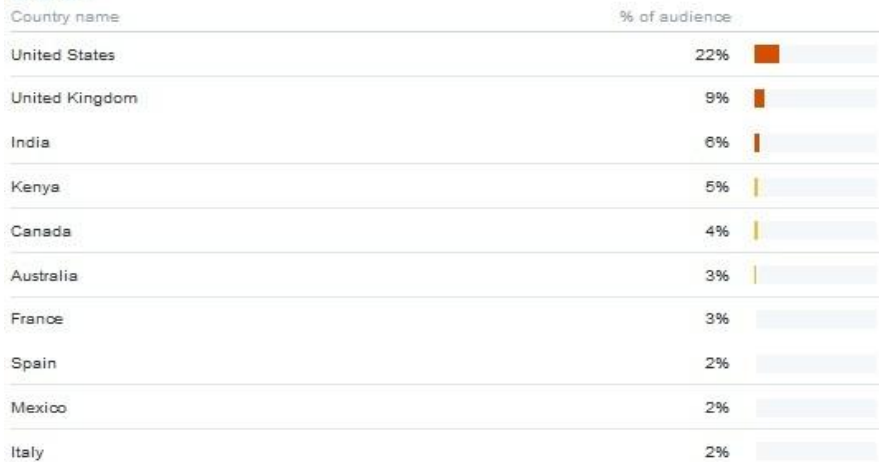 Country name % of audience
United States 22%
United Kingdom 9%
India 6%
Kenya 5%
Canada 4%
Australia 3%
France 3%
Spain 2%
Mexico 2%
Italy 2%